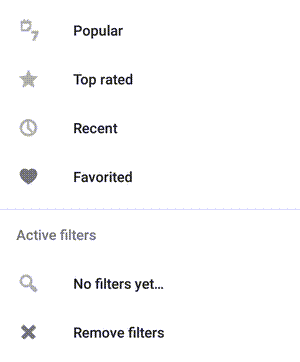 Popular
Top rated
Recent
Favorited
Active filters
No filters yet...
Remove filters